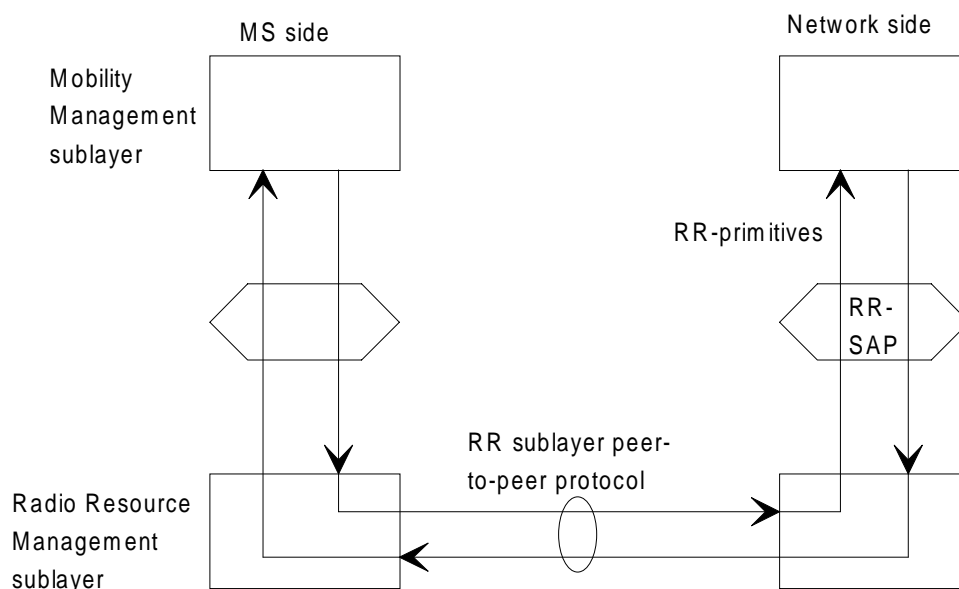 MS side
Network side
Mobility
Management
sublayer
RR-primitives
RR-
SAP
RR sublayer peer-
to-peer protocol
Radio Resource
Management
sublayer